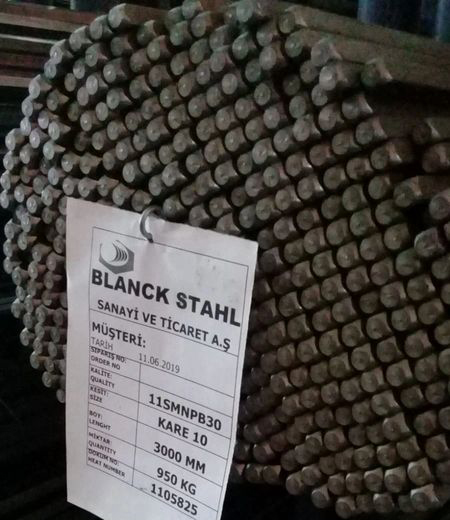 BLANCK STAHL
SANAYİ VE TİCARET A.Ş
MÜŞTERİ:
TARİH 11.06.2019
SİPARİŞ NO:
ORDER NO
KALİTE:
QUALITY 11SMNPB30
KESİT:
SIZE KARE 10
BOY:
LENGHT 3000 MM
MİKTAR:
QUANTITY 950 KG
DÖKÜM NO:
HEAT NUMBER 1105825